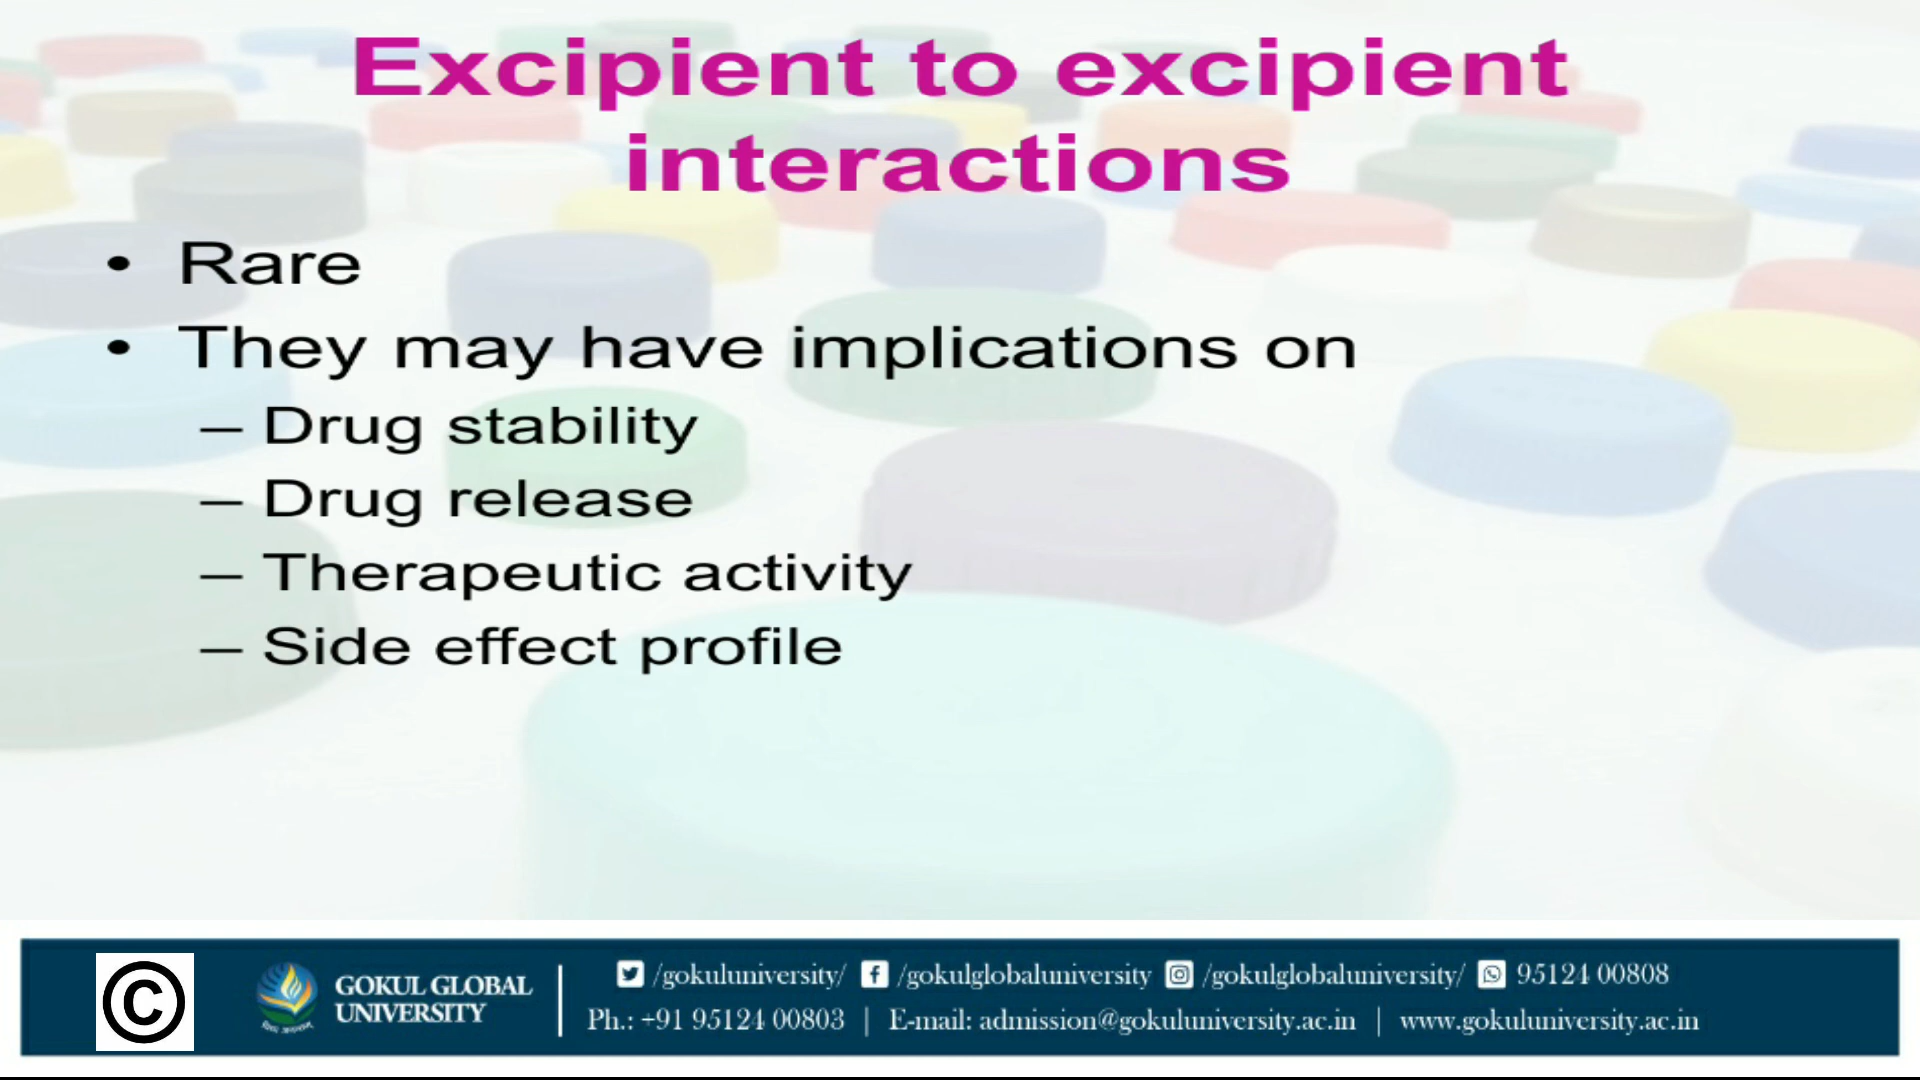 Excipient to excipient
interactions
• Rare
• They may have implications on
– Drug stability
– Drug release
– Therapeutic activity
– Side effect profile
©
GOKUL GLOBAL
UNIVERSITY
/gokuluniversity/ /gokulglobaluniversity /gokulglobaluniversity/ 95124 00808
Ph.: +91 95124 00803 | E-mail: admission@gokuluniversity.ac.in | www.gokuluniversity.ac.in